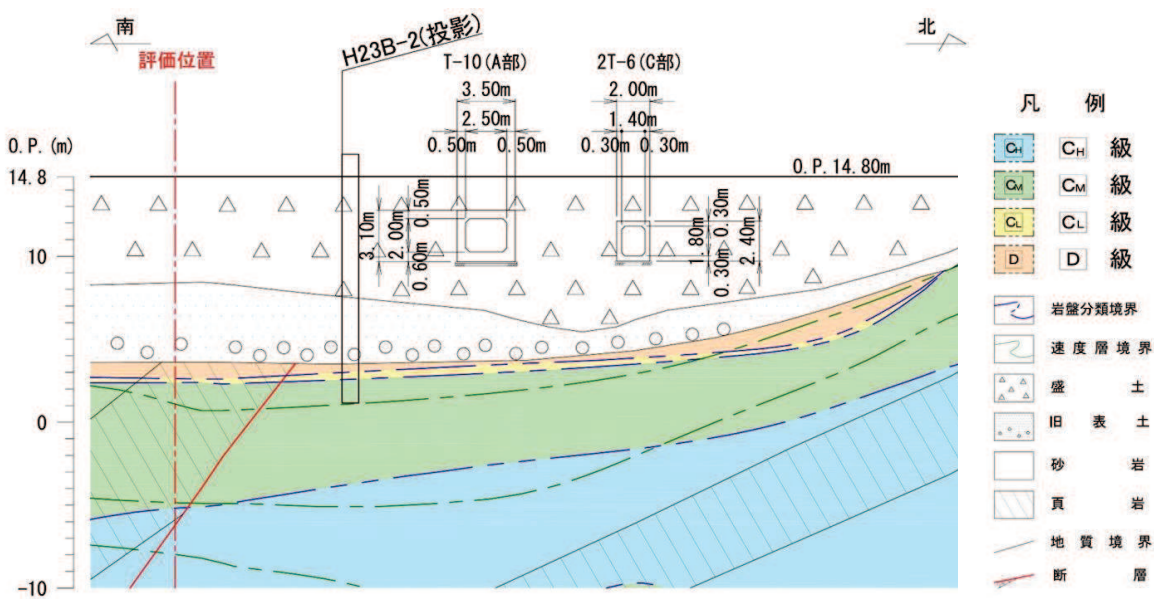 南
北
評価位置
H23B-2(投影)
T-10(A部)
3.50m
2.50m
0.50m
0.50m
2T-6(C部)
2.00m
1.40m
0.30m
0.30m
O.P.(m)
14.8
10
0
-10
O.P.14.80m
3.10m
2.00m
0.50m
0.60m
0.30m
1.80m
0.30m
2.40m
凡 例
CH CH 級
CM CM 級
CL CL 級
D D 級
岩盤分類境界
速度層境界
盛 土
旧 表 土
砂 岩
頁 岩
地 質 境 界
断 層